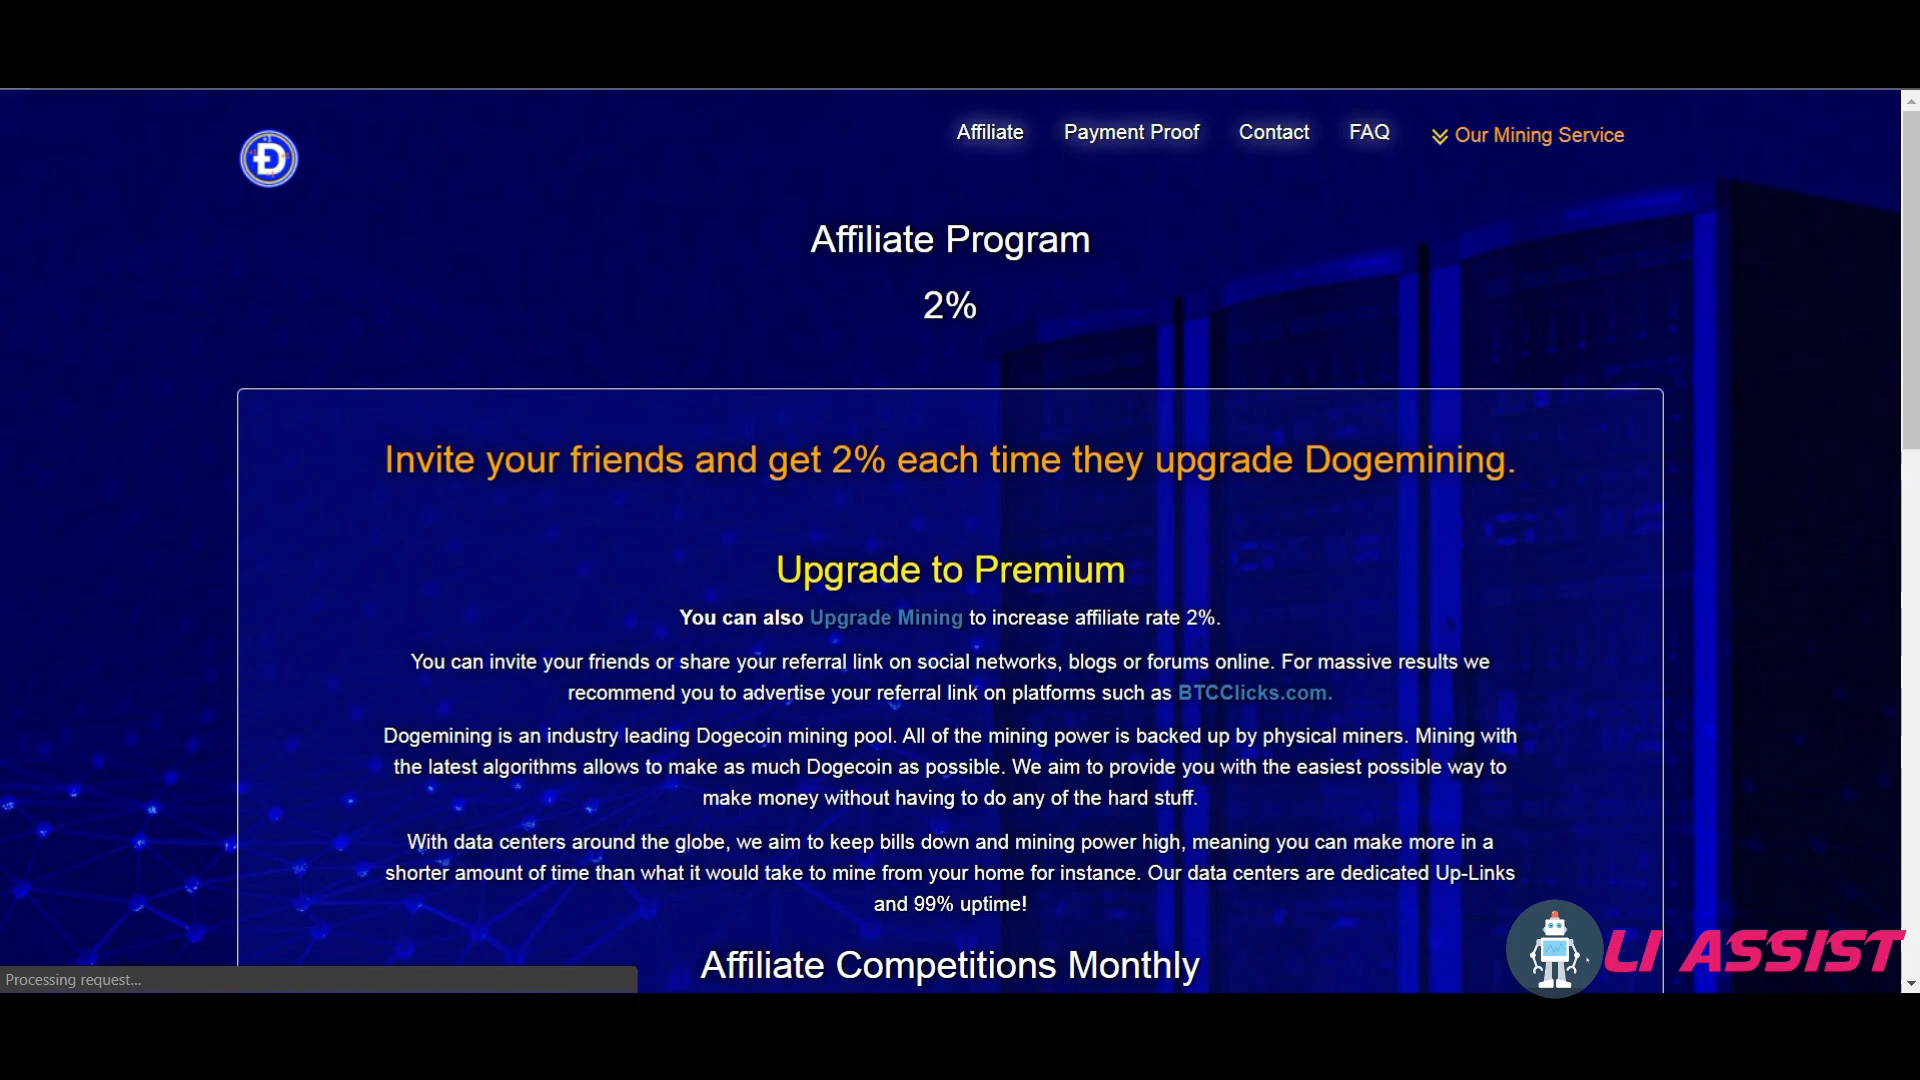 Affiliate Payment Proof Contact FAQ Our Mining Service
Affiliate Program
2%
Invite your friends and get 2% each time they upgrade Dogemining.
Upgrade to Premium
You can also Upgrade Mining to increase affiliate rate 2%.
You can invite your friends or share your referral link on social networks, blogs or forums online. For massive results we
recommend you to advertise your referral link on platforms such as BTCClicks.com.
Dogemining is an industry leading Dogecoin mining pool. All of the mining power is backed up by physical miners. Mining with
the latest algorithms allows to make as much Dogecoin as possible. We aim to provide you with the easiest possible way to
make money without having to do any of the hard stuff.
With data centers around the globe, we aim to keep bills down and mining power high, meaning you can make more in a
shorter amount of time than what it would take to mine from your home for instance. Our data centers are dedicated Up-Links
and 99% uptime!
Affiliate Competitions Monthly
Processing request...
LI ASSIST